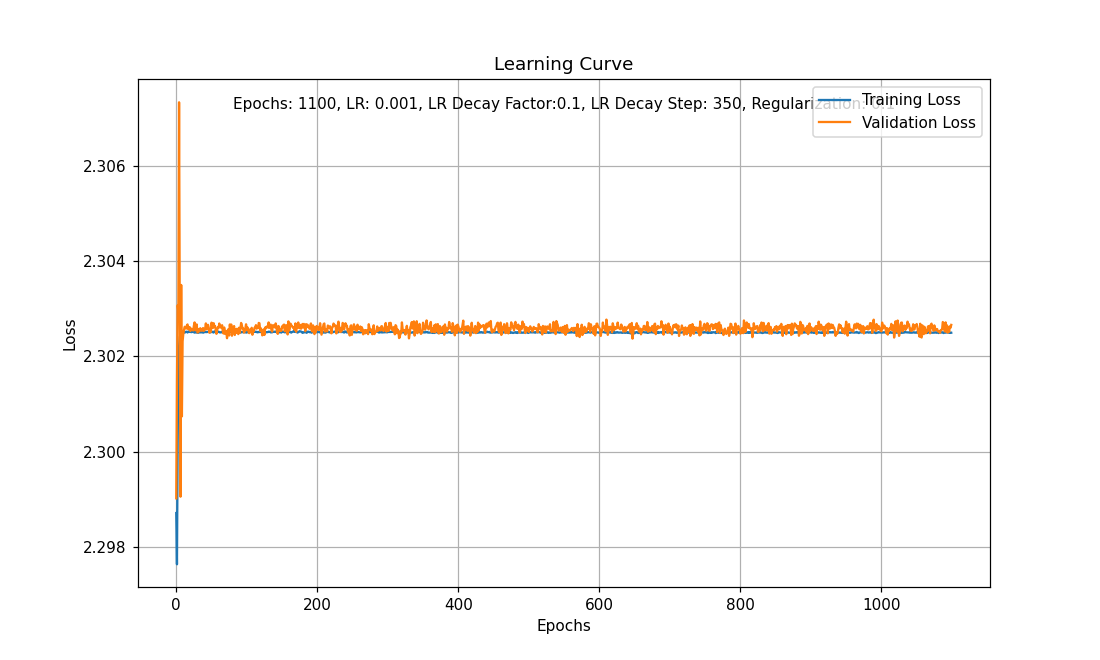 Learning Curve
Epochs: 1100, LR: 0.001, LR Decay Factor:0.1, LR Decay Step: 350, Regularization: 0.1
Training Loss
Validation Loss
2.306
2.304
2.302
2.300
2.298
Loss
0 200 400 600 800 1000
Epochs